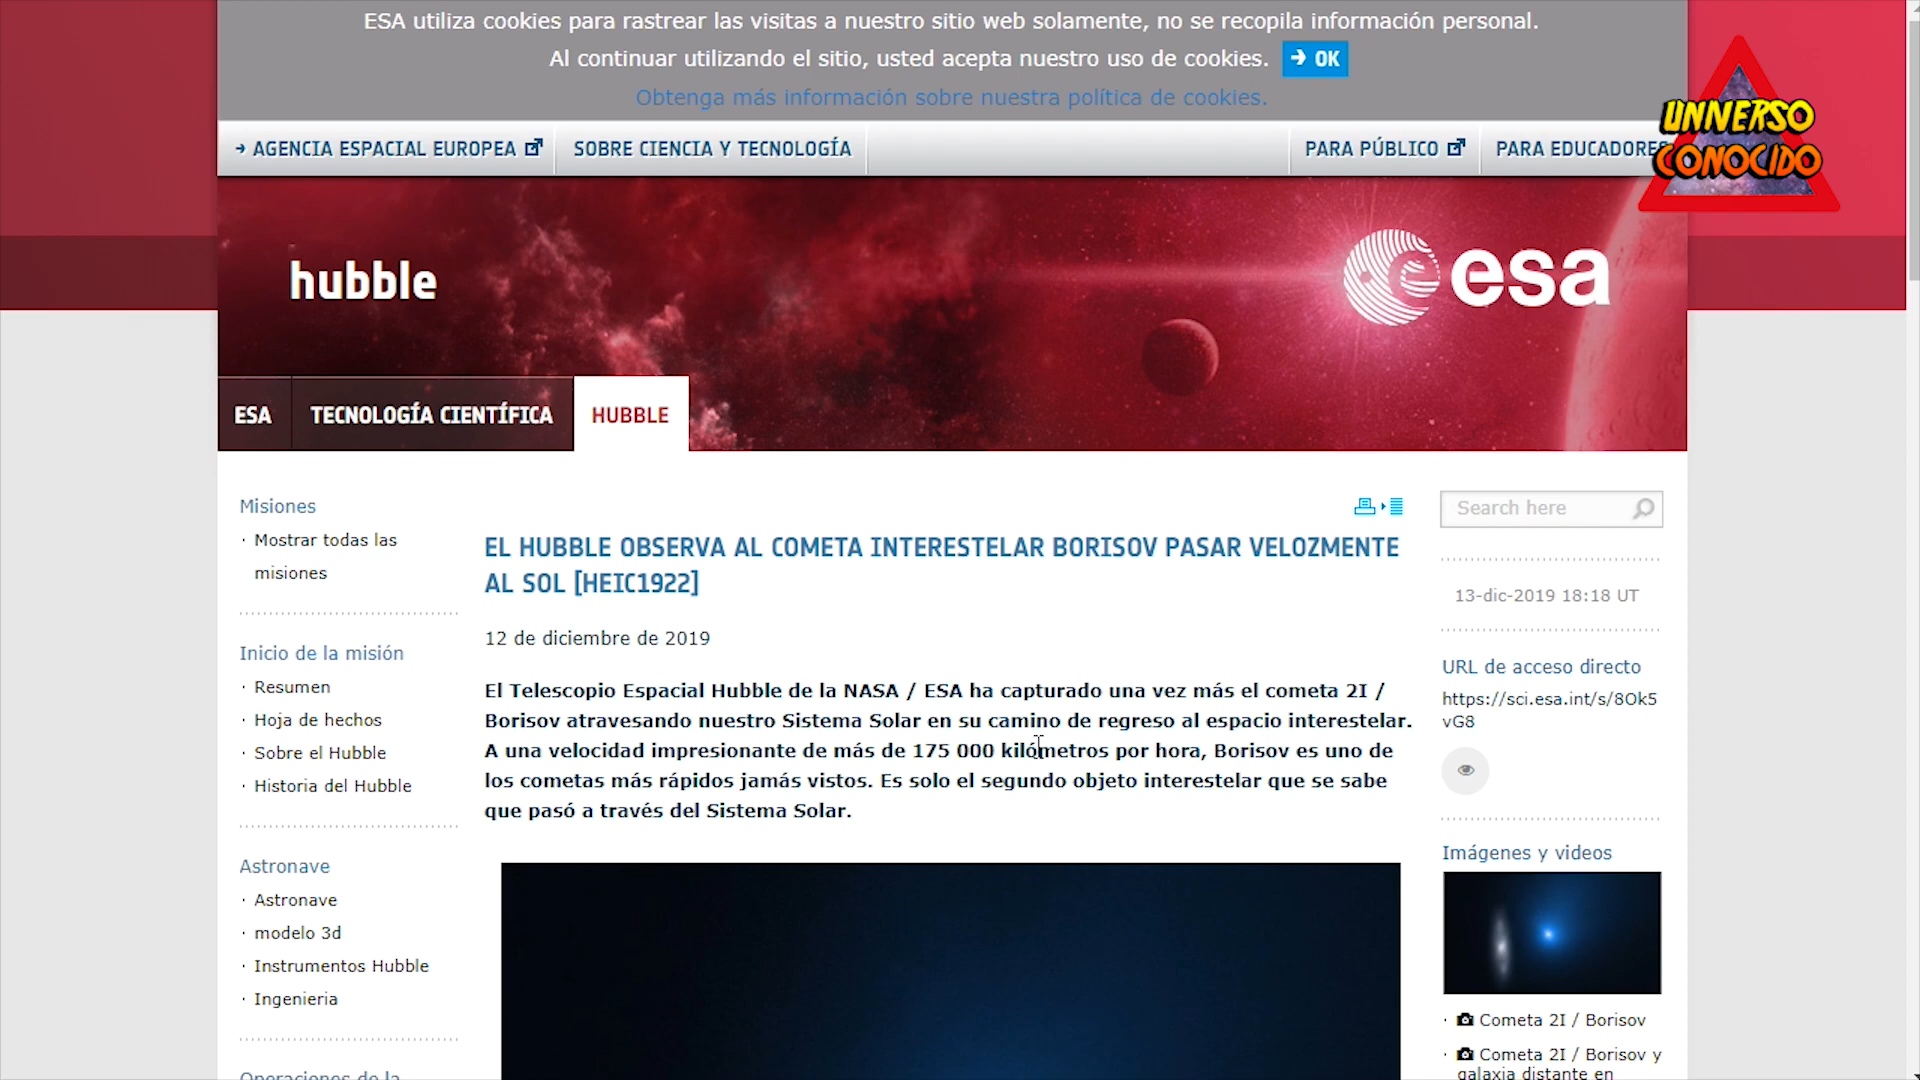 ESA utiliza cookies para rastrear las visitas a nuestro sitio web solamente, no se recopila información personal.
Al continuar utilizando el sitio, usted acepta nuestro uso de cookies. → OK
Obtenga más información sobre nuestra política de cookies.
→ AGENCIA ESPACIAL EUROPEA
SOBRE CIENCIA Y TECNOLOGÍA
PARA PÚBLICO
PARA EDUCADORES
UNIVERSO
CONOCIDO
hubble
esa
ESA
TECNOLOGÍA CIENTÍFICA
HUBBLE
Misiones
· Mostrar todas las
misiones
Inicio de la misión
· Resumen
· Hoja de hechos
· Sobre el Hubble
· Historia del Hubble
Astronave
· Astronave
· modelo 3d
· Instrumentos Hubble
· Ingenieria
Operaciones de la
EL HUBBLE OBSERVA AL COMETA INTERESTELAR BORISOV PASAR VELOZMENTE
AL SOL [HEIC1922]
12 de diciembre de 2019
El Telescopio Espacial Hubble de la NASA / ESA ha capturado una vez más el cometa 2I /
Borisov atravesando nuestro Sistema Solar en su camino de regreso al espacio interestelar.
A una velocidad impresionante de más de 175 000 kilómetros por hora, Borisov es uno de
los cometas más rápidos jamás vistos. Es solo el segundo objeto interestelar que se sabe
que pasó a través del Sistema Solar.
Search here
13-dic-2019 18:18 UT
URL de acceso directo
https://sci.esa.int/s/8Ok5
vG8
Imágenes y videos
· Cometa 2I / Borisov
· Cometa 2I / Borisov y
galaxia distante en